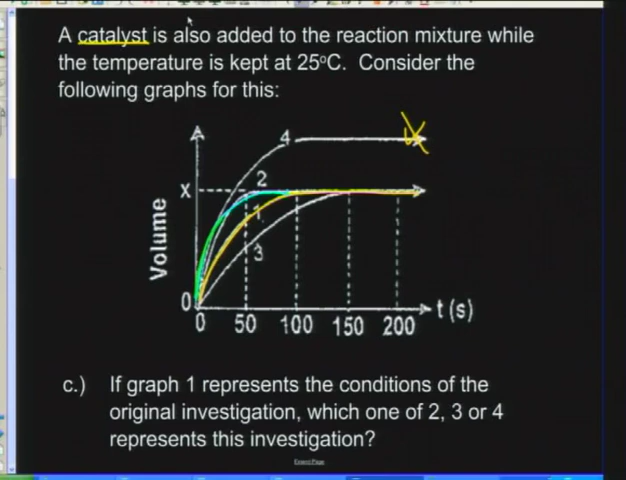 A catalyst is also added to the reaction mixture while
the temperature is kept at 25°C. Consider the
following graphs for this:
4
2
X
1
Volume
3
0
t (s)
0 50 100 150 200
c.) If graph 1 represents the conditions of the
original investigation, which one of 2, 3 or 4
represents this investigation?